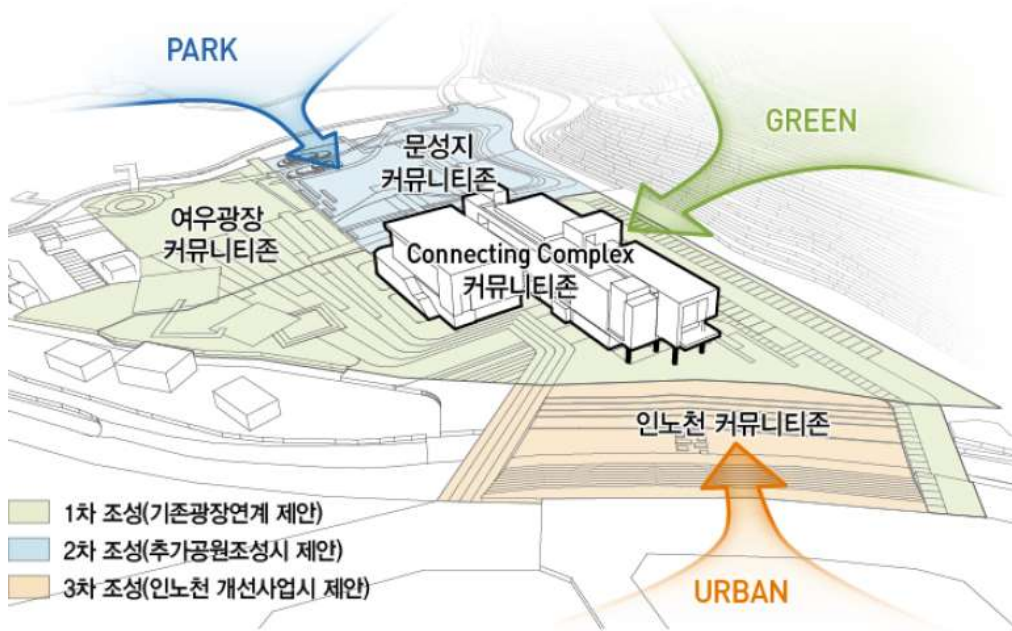 PARK
GREEN
문성지
커뮤니티존
여우광장
커뮤니티존
Connecting Complex
커뮤니티존
인노천 커뮤니티존
1차 조성(기존광장연계 제안)
2차 조성(추가공원조성시 제안)
3차 조성(인노천 개선사업시 제안)
URBAN